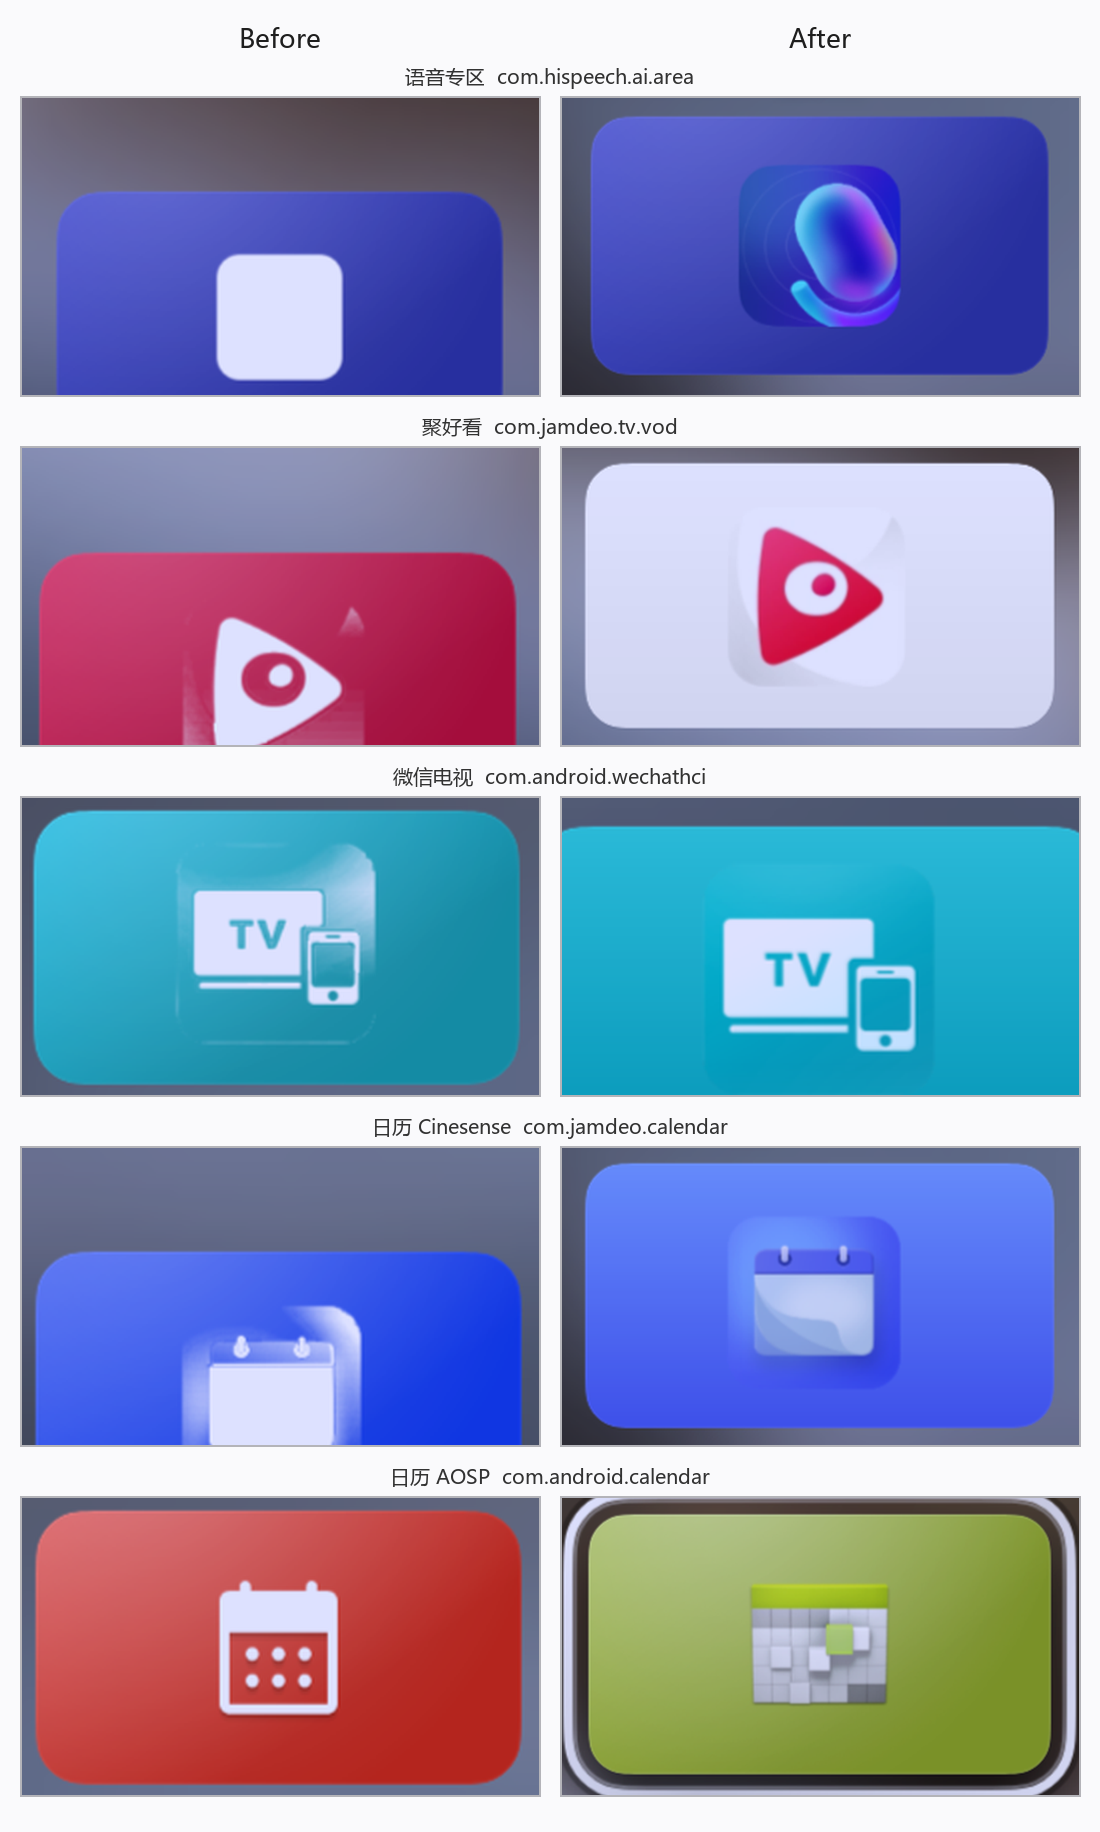 Before
After
语音专区 com.hispeech.ai.area
聚好看 com.jamdeo.tv.vod
微信电视 com.android.wechathci
TV
TV
日历 Cinesense com.jamdeo.calendar
日历 AOSP com.android.calendar